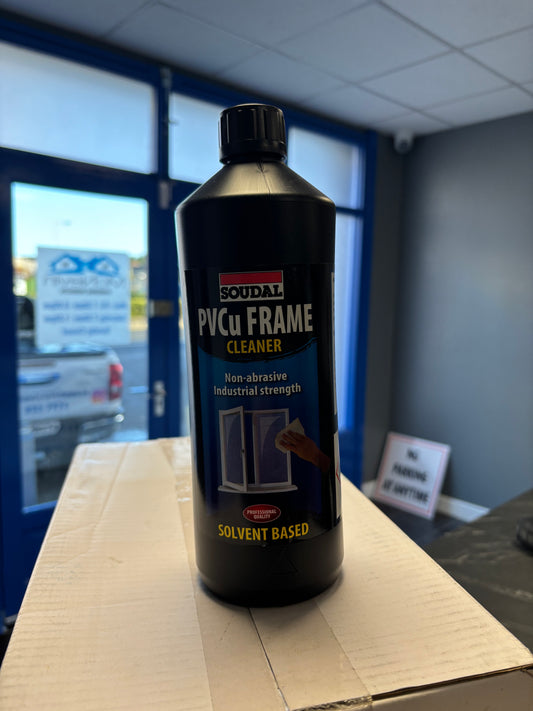 SOUDAL
PVCu FRAME
CLEANER
Non-abrasive
Industrial strength
PROFESSIONAL
QUALITY
SOLVENT BASED
NO
PARKING
AT ANYTIME